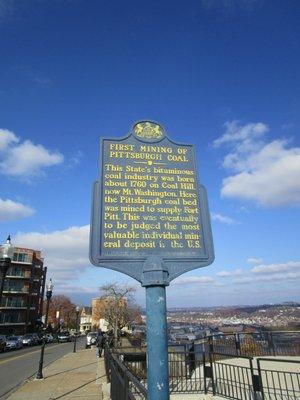 FIRST MINING OF
PITTSBURGH COAL
This State's bituminous
coal industry was born
about 1760 on Coal Hill,
now Mt. Washington. Here
the Pittsburgh coal bed
was mined to supply Fort
Pitt. This was eventually
to be judged the most
valuable individual min-
eral deposit in the U.S.